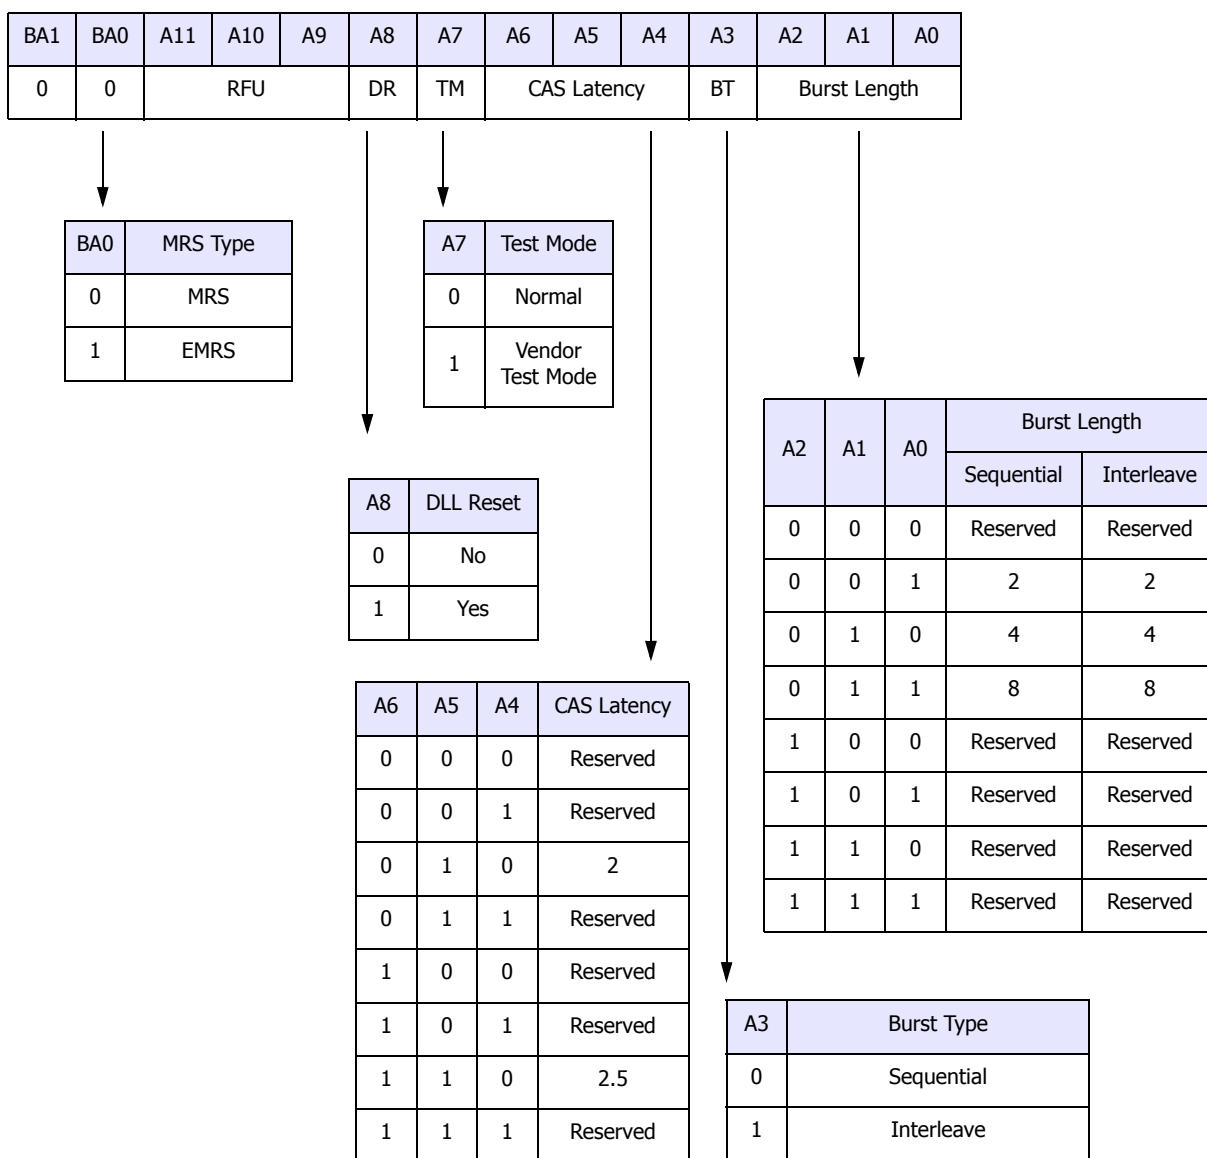 BA1 BA0 A11 A10 A9 A8 A7 A6 A5 A4 A3 A2 A1 A0
0 0 RFU DR TM CAS Latency BT Burst Length
BA0 MRS Type
0 MRS
1 EMRS
A7 Test Mode
0 Normal
1 Vendor
Test Mode
A8 DLL Reset
0 No
1 Yes
A2 A1 A0 Burst Length
Sequential Interleave
0 0 0 Reserved Reserved
0 0 1 2 2
0 1 0 4 4
0 1 1 8 8
1 0 0 Reserved Reserved
1 0 1 Reserved Reserved
1 1 0 Reserved Reserved
1 1 1 Reserved Reserved
A6 A5 A4 CAS Latency
0 0 0 Reserved
0 0 1 Reserved
0 1 0 2
0 1 1 Reserved
1 0 0 Reserved
1 0 1 Reserved
1 1 0 2.5
1 1 1 Reserved
A3 Burst Type
0 Sequential
1 Interleave